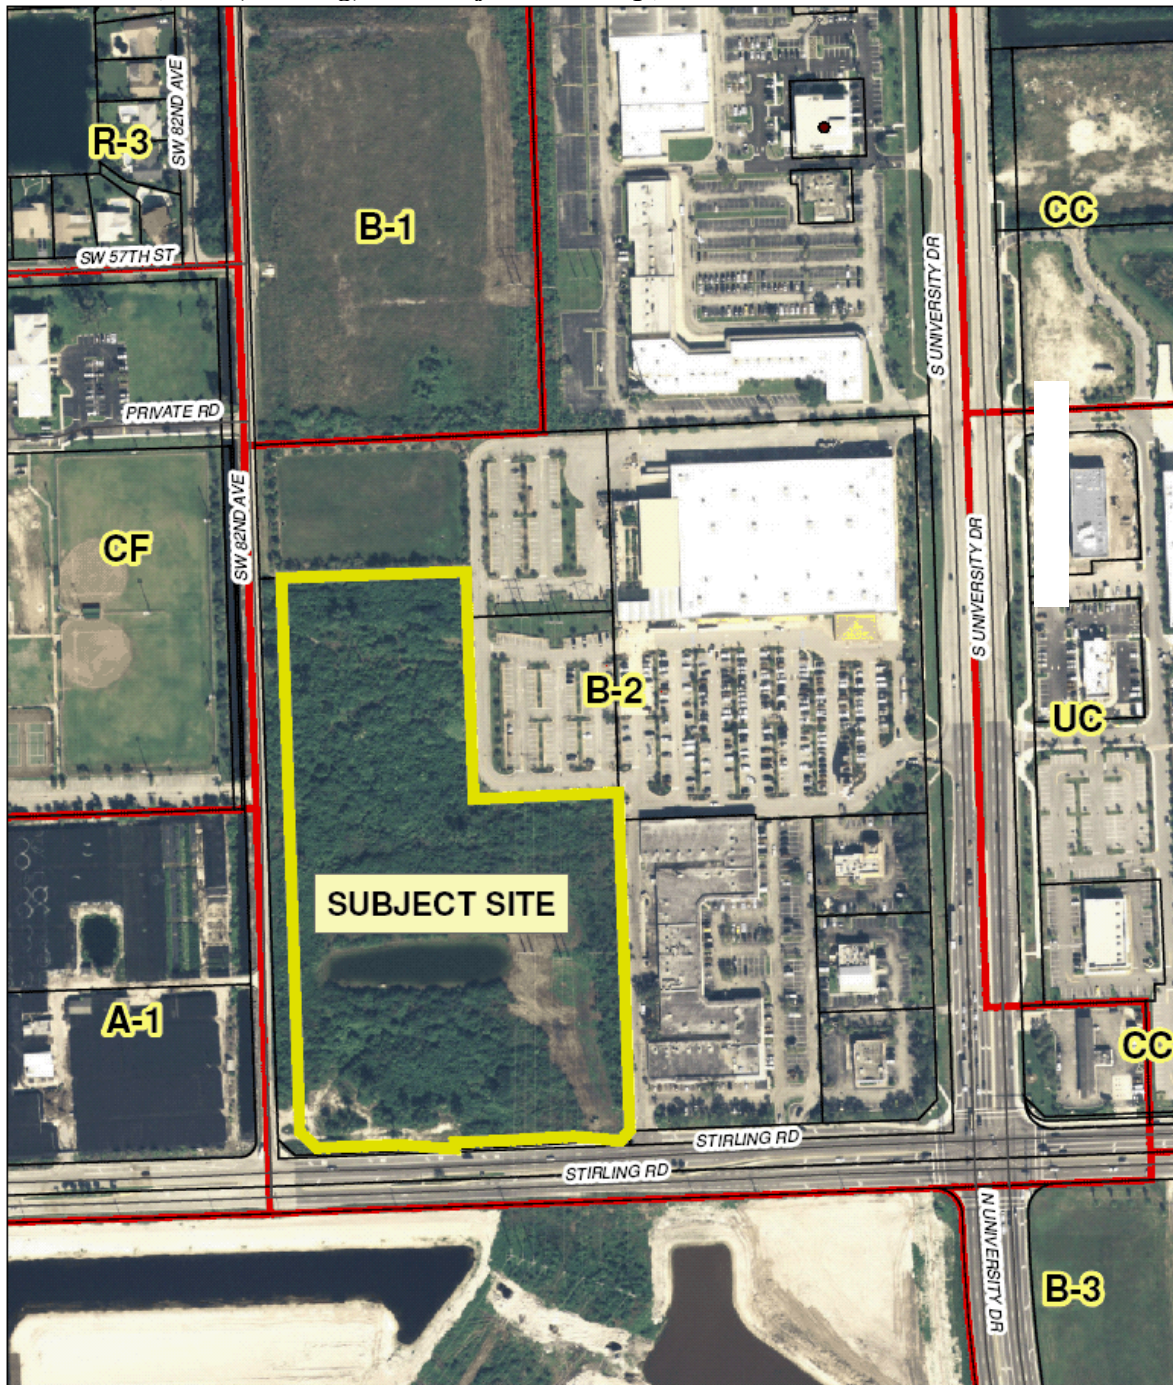 SW 82ND AVE
R-3
CC
B-1
SW 57TH ST
S UNIVERSITY DR
PRIVATE RD
SW 82ND AVE
CF
S UNIVERSITY DR
B-2
UC
SUBJECT SITE
A-1
CC
STIRLING RD
STIRLING RD
N UNIVERSITY DR
B-3